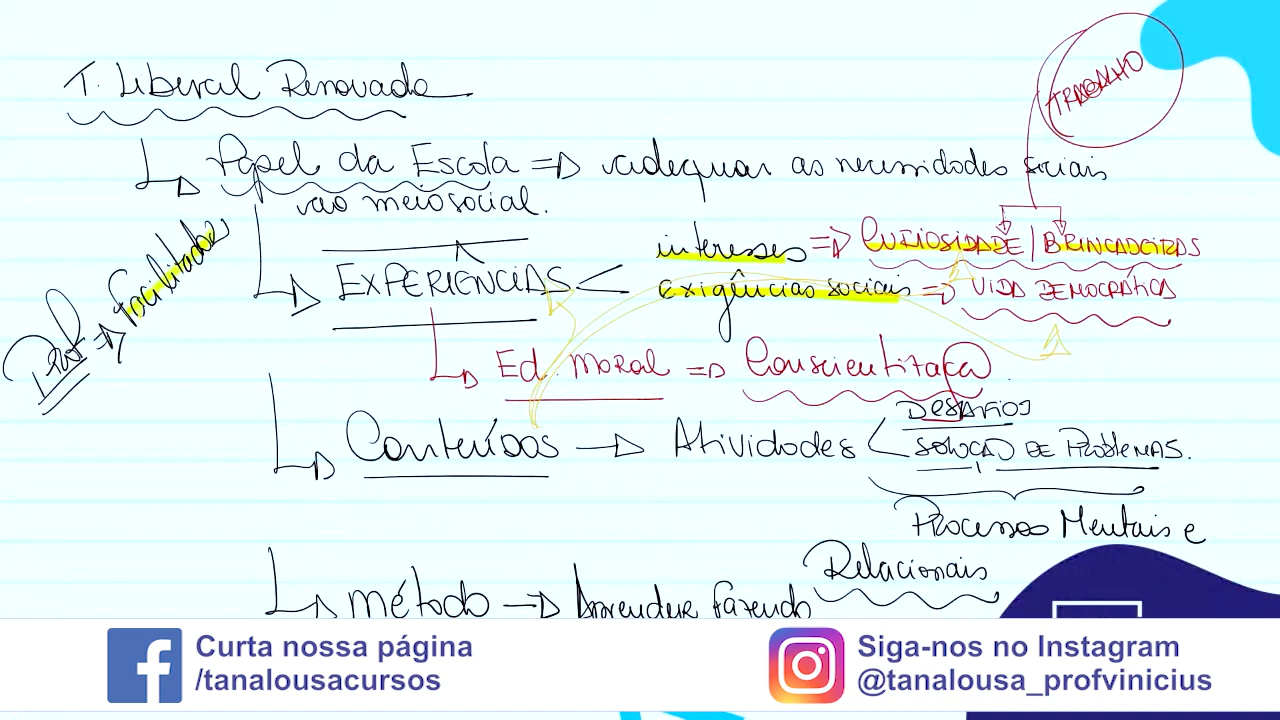 T. Liberal Renovada
TRABALHO
Papel da Escola => adequar as necessidades sociais
ao meio social.
Prof => facilitador
EXPERIENCIAS < interesses => CURIOSIDADE | BRINCADEIRAS
exigências sociais => VIDA DEMOCRÁTICA
Ed. Moral => Conscientiza@
Conteúdos -> Atividades < DESAFIOS
SOLUÇÃO DE PROBLEMAS.
Processos Mentais e
Relacionais
método -> Aprender fazendo
Curta nossa página
/tanalousacursos
Siga-nos no Instagram
@tanalousa_profvinicius